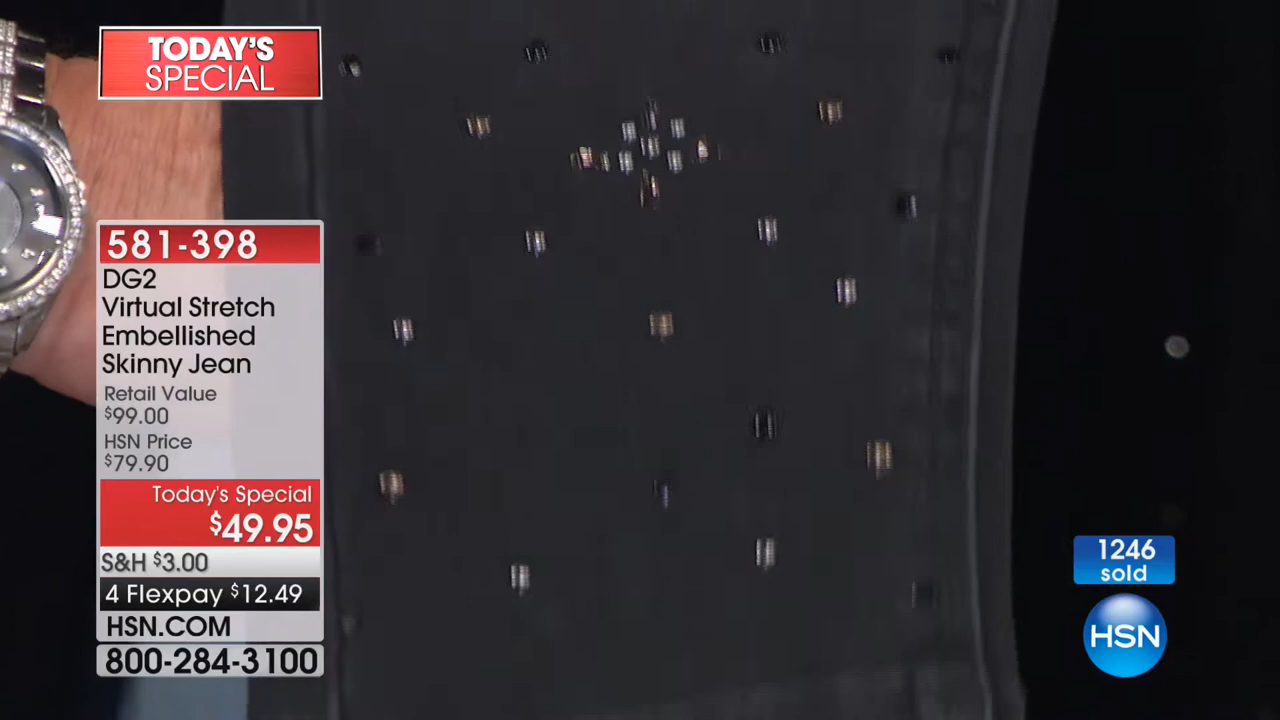 TODAY'S
SPECIAL
581-398
DG2
Virtual Stretch
Embellished
Skinny Jean
Retail Value
$99.00
HSN Price
$79.90
Today's Special
$49.95
S&H $3.00
4 Flexpay $12.49
HSN.COM
800-284-3100
1246
sold
HSN